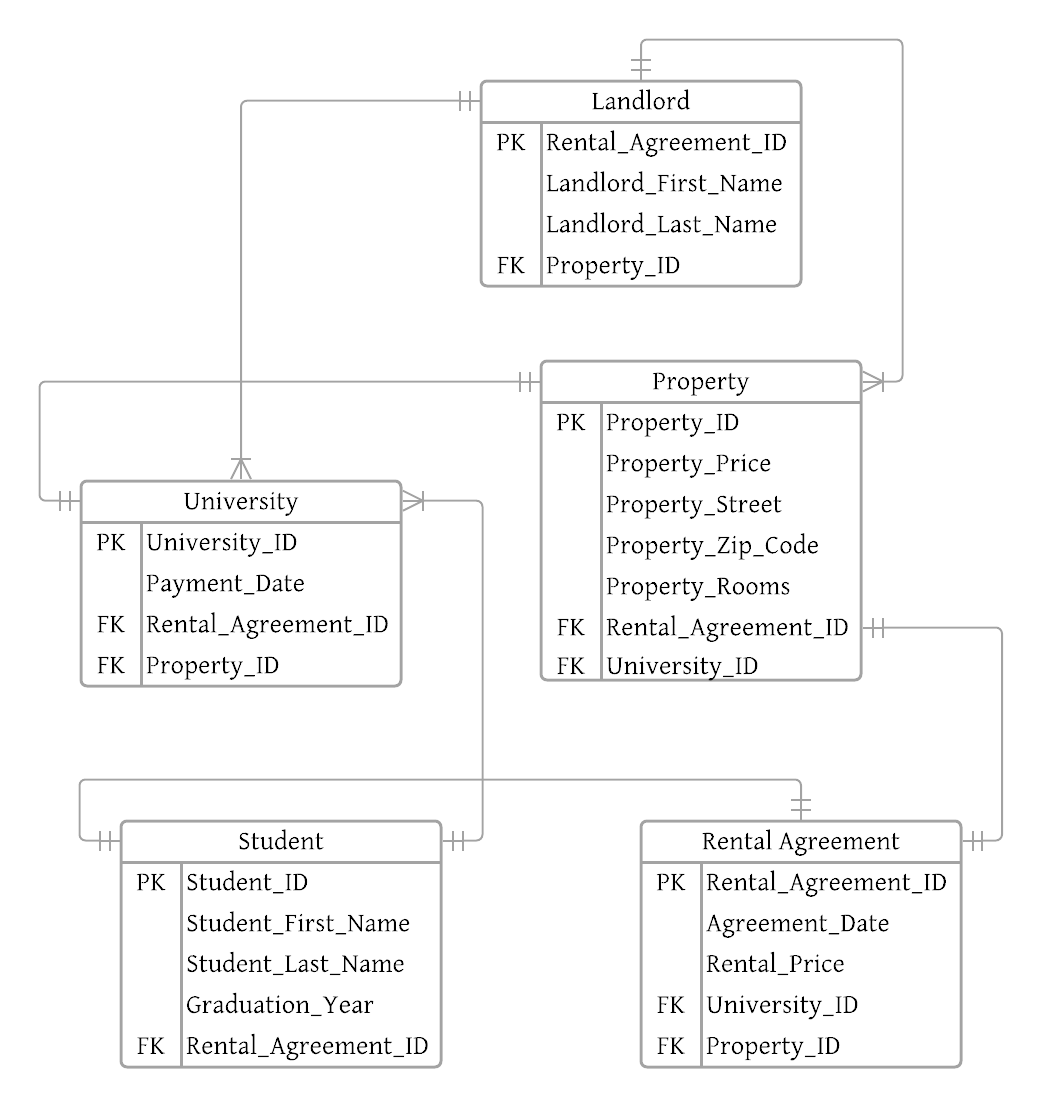 Landlord
PK Rental_Agreement_ID
Landlord_First_Name
Landlord_Last_Name
FK Property_ID
Property
PK Property_ID
Property_Price
Property_Street
Property_Zip_Code
Property_Rooms
FK Rental_Agreement_ID
FK University_ID
University
PK University_ID
Payment_Date
FK Rental_Agreement_ID
FK Property_ID
Student
PK Student_ID
Student_First_Name
Student_Last_Name
Graduation_Year
FK Rental_Agreement_ID
Rental Agreement
PK Rental_Agreement_ID
Agreement_Date
Rental_Price
FK University_ID
FK Property_ID